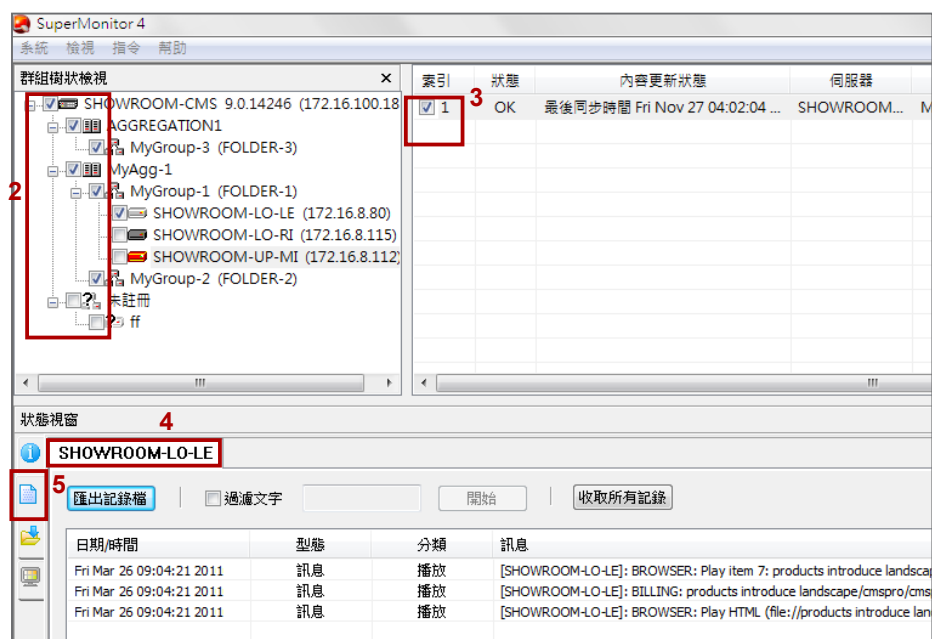 SuperMonitor 4
系統 檢視 指令 幫助
群組樹狀檢視
SHOWROOM-CMS 9.0.14246 (172.16.100.18
AGGREGATION1
MyGroup-3 (FOLDER-3)
MyAgg-1
2
MyGroup-1 (FOLDER-1)
SHOWROOM-LO-LE (172.16.8.80)
SHOWROOM-LO-RI (172.16.8.115)
SHOWROOM-UP-MI (172.16.8.112)
MyGroup-2 (FOLDER-2)
未註冊
ff
索引 狀態 內容更新狀態 伺服器
1 3 OK 最後同步時間 Fri Nov 27 04:02:04 ... SHOWROOM... M
狀態視窗
4
SHOWROOM-LO-LE
5
匯出記錄檔 過濾文字 開始 收取所有記錄
日期/時間 型態 分類 訊息
Fri Mar 26 09:04:21 2011 訊息 播放 [SHOWROOM-LO-LE]: BROWSER: Play item 7: products introduce landscap
Fri Mar 26 09:04:21 2011 訊息 播放 [SHOWROOM-LO-LE]: BILLING: products introduce landscape/cmspro/cms
Fri Mar 26 09:04:21 2011 訊息 播放 [SHOWROOM-LO-LE]: BROWSER: Play HTML (file://products introduce lan